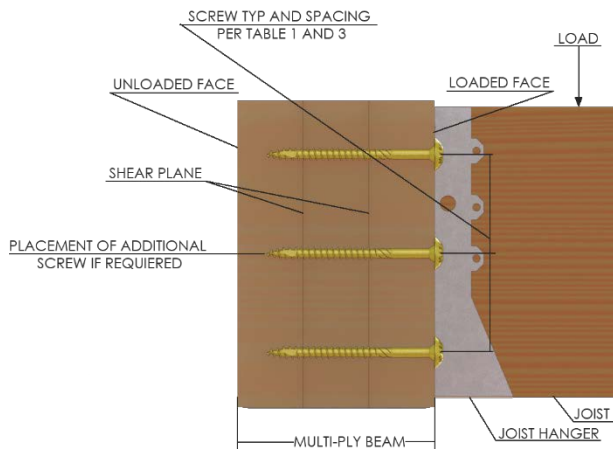 SCREW TYP AND SPACING
PER TABLE 1 AND 3
LOAD
UNLOADED FACE
LOADED FACE
SHEAR PLANE
PLACEMENT OF ADDITIONAL
SCREW IF REQUIERED
JOIST
JOIST HANGER
MULTI-PLY BEAM